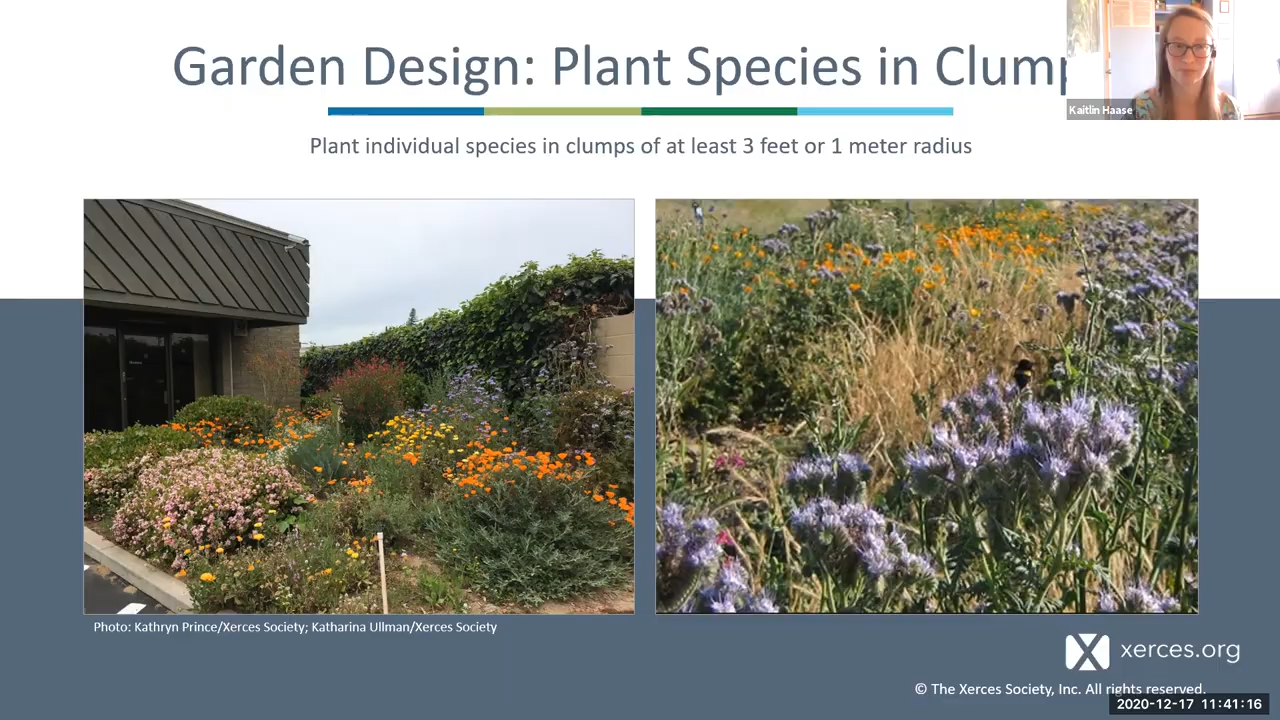 Garden Design: Plant Species in Clump
Kaitlin Haase
Plant individual species in clumps of at least 3 feet or 1 meter radius
Photo: Kathryn Prince/Xerces Society; Katharina Ullman/Xerces Society
xerces.org
© The Xerces Society, Inc. All rights reserved.
2020-12-17 11:41:16